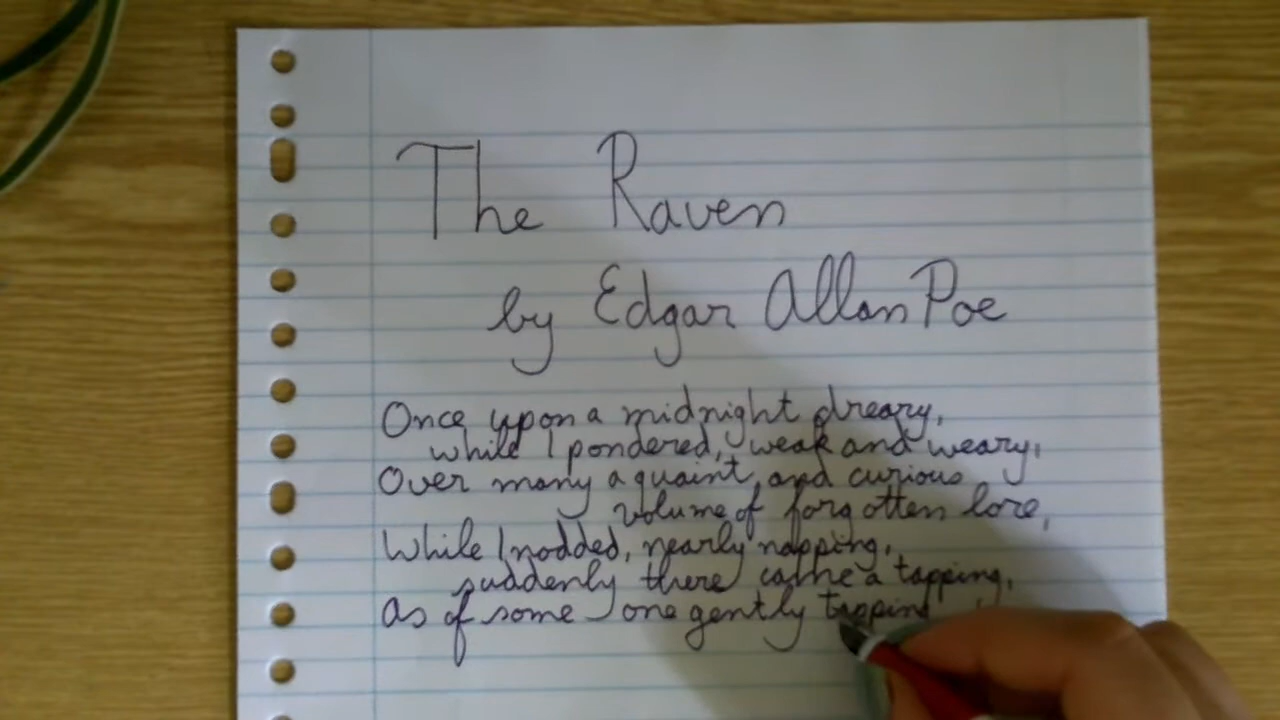 The Raven
by Edgar Allan Poe
Once upon a midnight dreary,
while I pondered, weak and weary,
Over many a quaint and curious
volume of forgotten lore,
While I nodded, nearly napping,
suddenly there came a tapping,
as of some one gently tappin